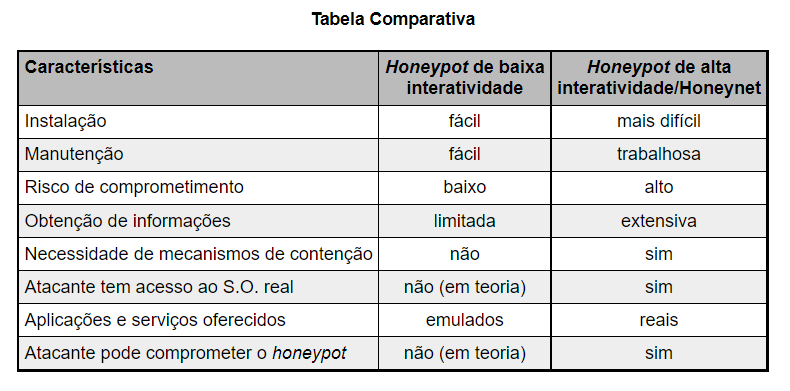 Tabela Comparativa
Características Honeypot de baixa interatividade Honeypot de alta interatividade/Honeynet
Instalação fácil mais difícil
Manutenção fácil trabalhosa
Risco de comprometimento baixo alto
Obtenção de informações limitada extensiva
Necessidade de mecanismos de contenção não sim
Atacante tem acesso ao S.O. real não (em teoria) sim
Aplicações e serviços oferecidos emulados reais
Atacante pode comprometer o honeypot não (em teoria) sim